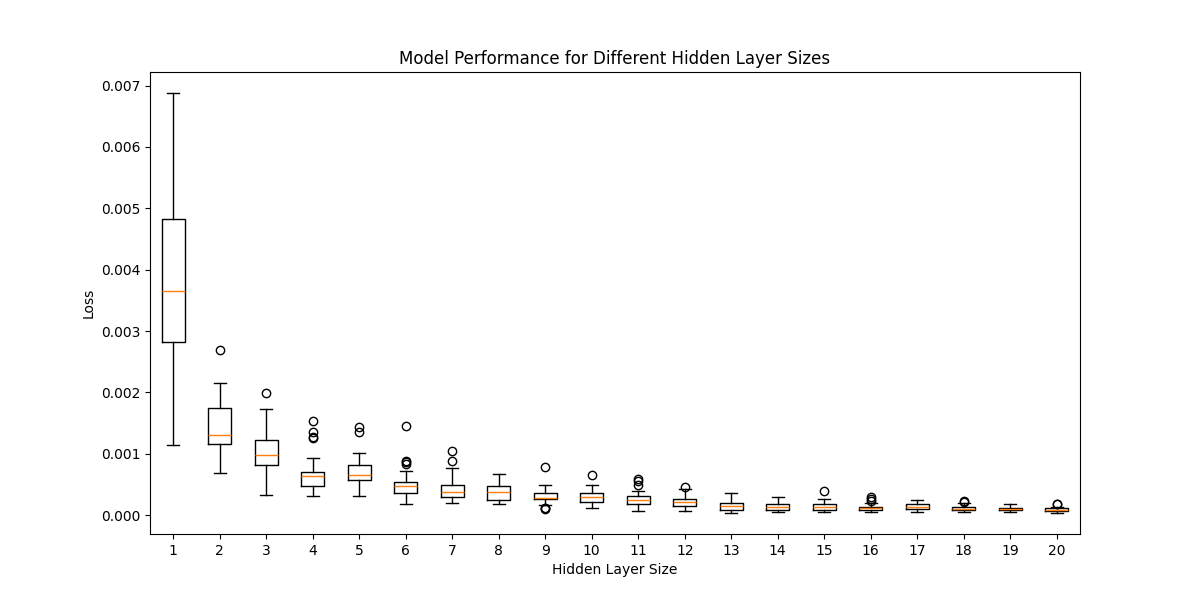 Model Performance for Different Hidden Layer Sizes
0.007
0.006
0.005
0.004
0.003
0.002
0.001
0.000
Loss
1 2 3 4 5 6 7 8 9 10 11 12 13 14 15 16 17 18 19 20
Hidden Layer Size